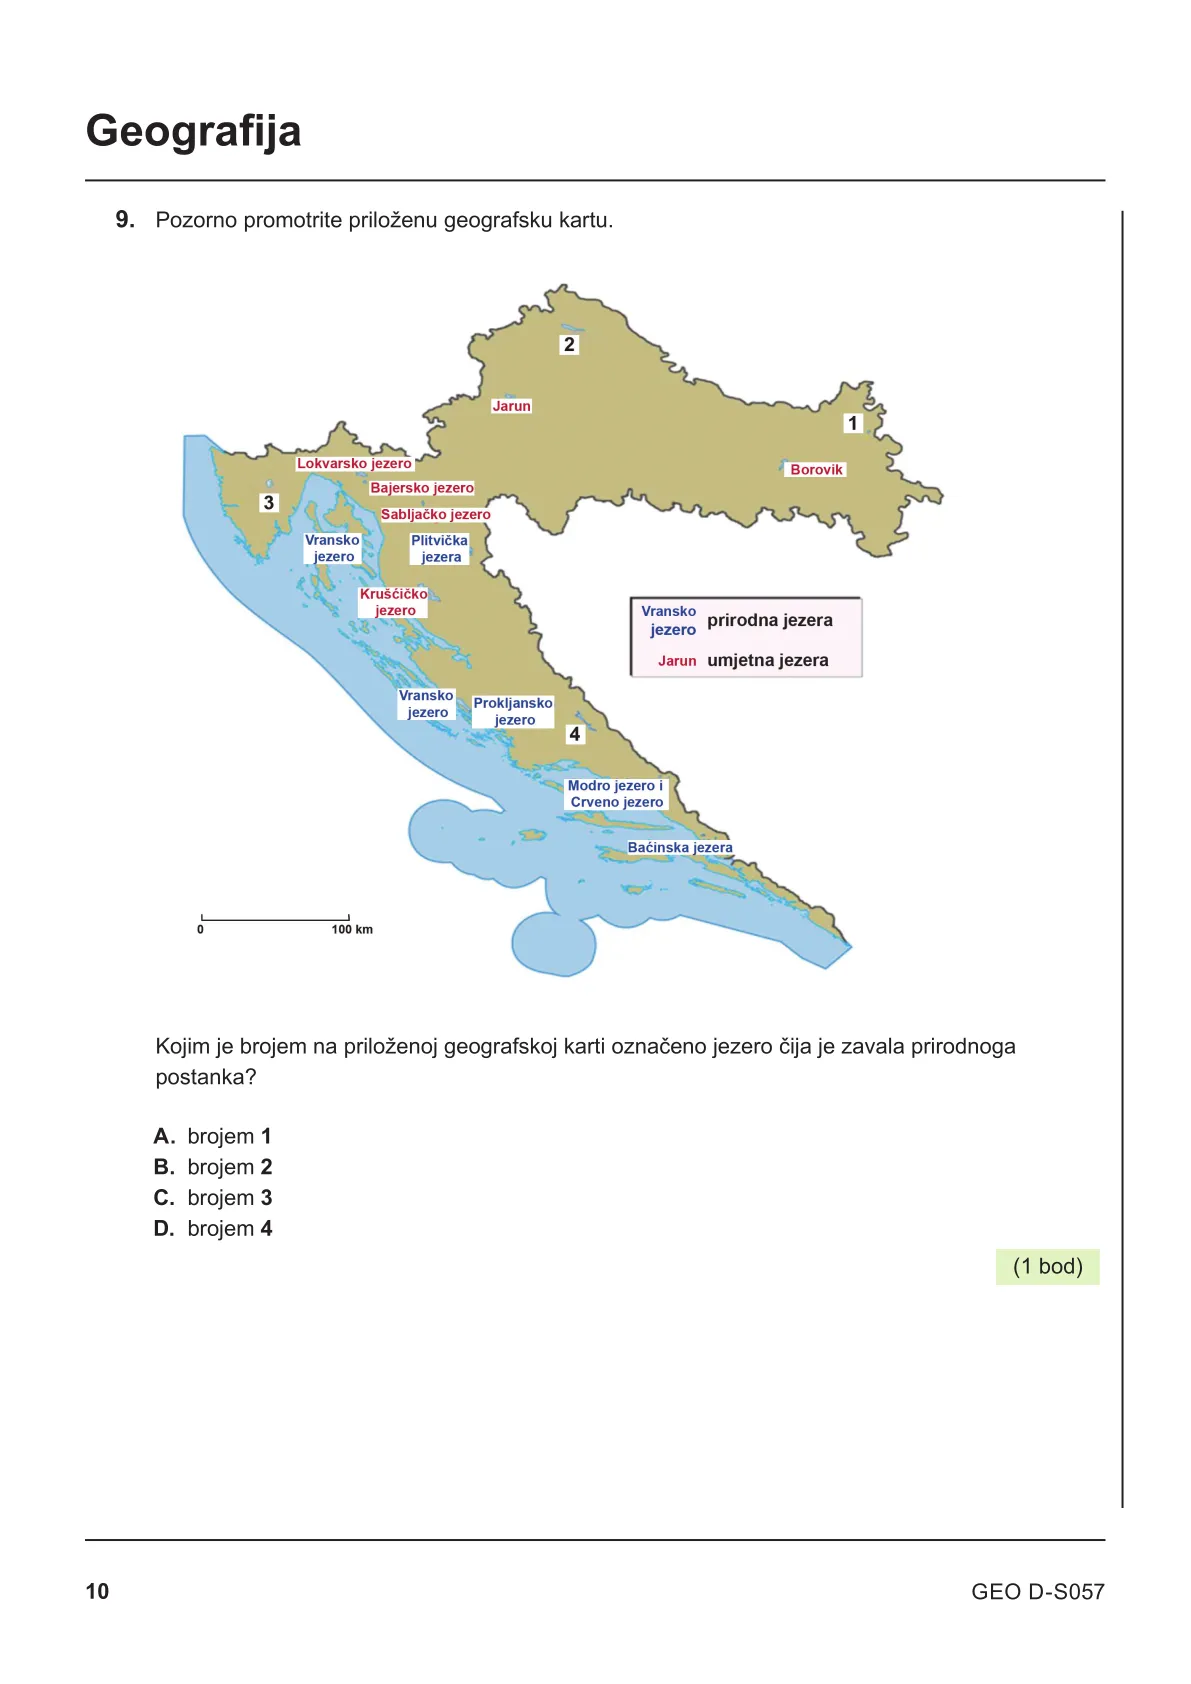 Geografija
9. Pozorno promotrite priloženu geografsku kartu.
2
Jarun
1
Lokvarsko jezero
Borovik
Bajersko jezero
3
Sabljačko jezero
Vransko
jezero
Plitvička
jezera
Krušćičko
jezero
Vransko
jezero
prirodna jezera
Jarun
umjetna jezera
Vransko
jezero
Prokljansko
jezero
4
Modro jezero i
Crveno jezero
Baćinska jezera
0
100 km
Kojim je brojem na priloženoj geografskoj karti označeno jezero čija je zavala prirodnoga
postanka?
A. brojem 1
B. brojem 2
C. brojem 3
D. brojem 4
(1 bod)
10
GEO D-S057